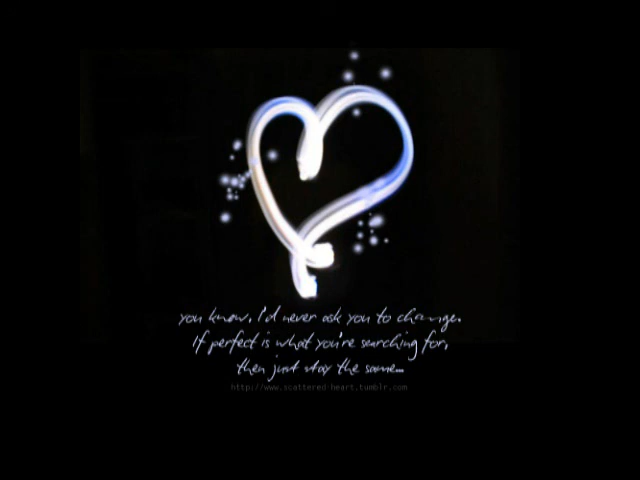 you know, I'd never ask you to change.
If perfect is what you're searching for,
then just stay the same...
http://www.scattered-heart.tumblr.com